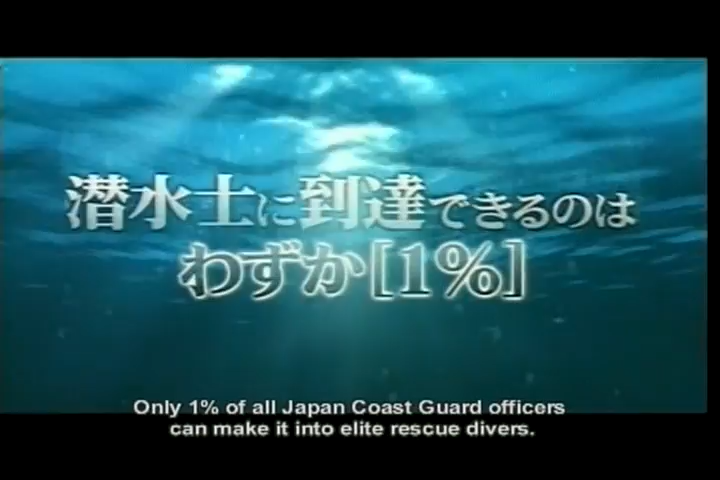 潜水士に到達できるのは
わずか[1%]
Only 1% of all Japan Coast Guard officers
can make it into elite rescue divers.